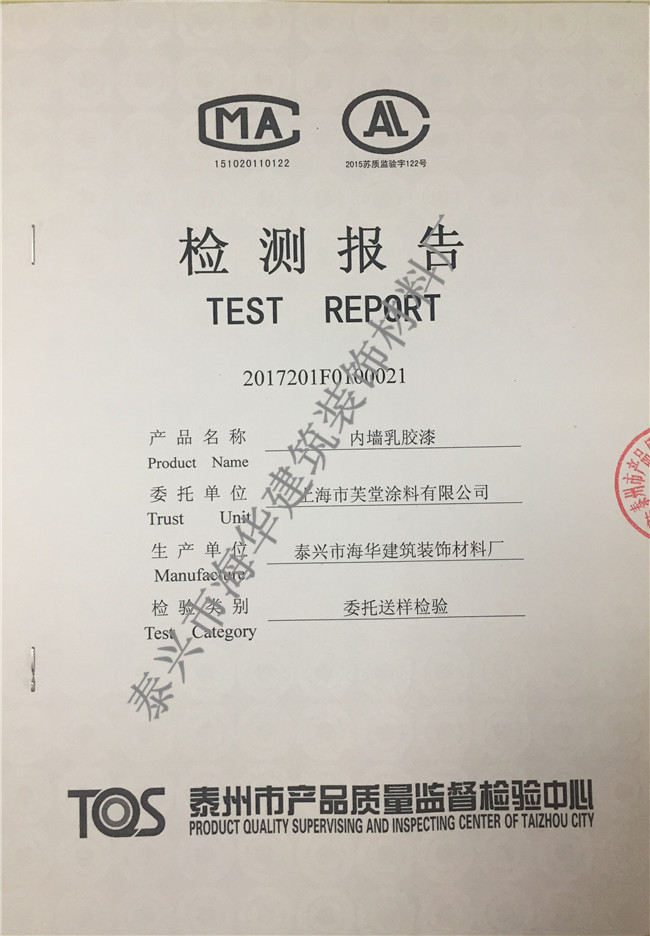 MA
AL
151020110122
2015苏质监验字122号
检测报告
TEST REPORT
2017201F0100021
产品名称 内墙乳胶漆
Product Name
委托单位 上海市芙堂涂料有限公司
Trust Unit
生产单位 泰兴市海华建筑装饰材料厂
Manufacture
检验类别 委托送样检验
Test Category
泰兴市海华建筑装饰材料厂
泰州市产品
TQS 泰州市产品质量监督检验中心
PRODUCT QUALITY SUPERVISING AND INSPECTING CENTER OF TAIZHOU CITY